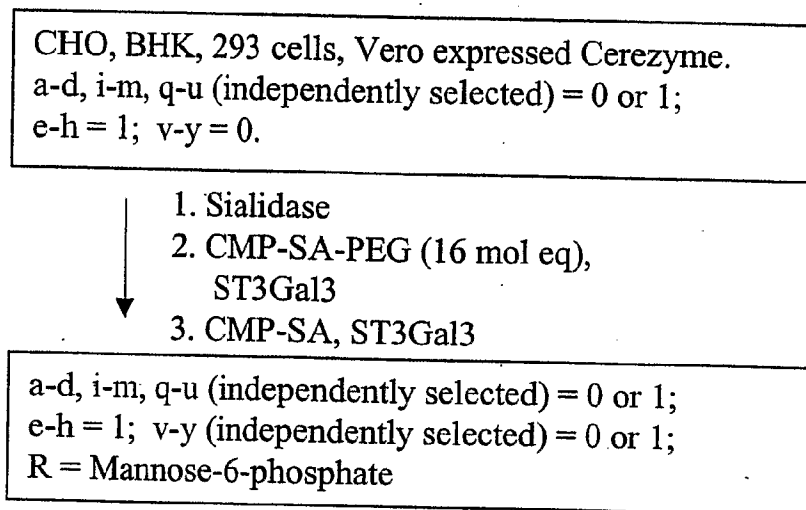 CHO, BHK, 293 cells, Vero expressed Cerezyme.
a-d, i-m, q-u (independently selected) = 0 or 1;
e-h = 1; v-y = 0.
1. Sialidase
2. CMP-SA-PEG (16 mol eq),
ST3Gal3
3. CMP-SA, ST3Gal3
a-d, i-m, q-u (independently selected) = 0 or 1;
e-h = 1; v-y (independently selected) = 0 or 1;
R = Mannose-6-phosphate